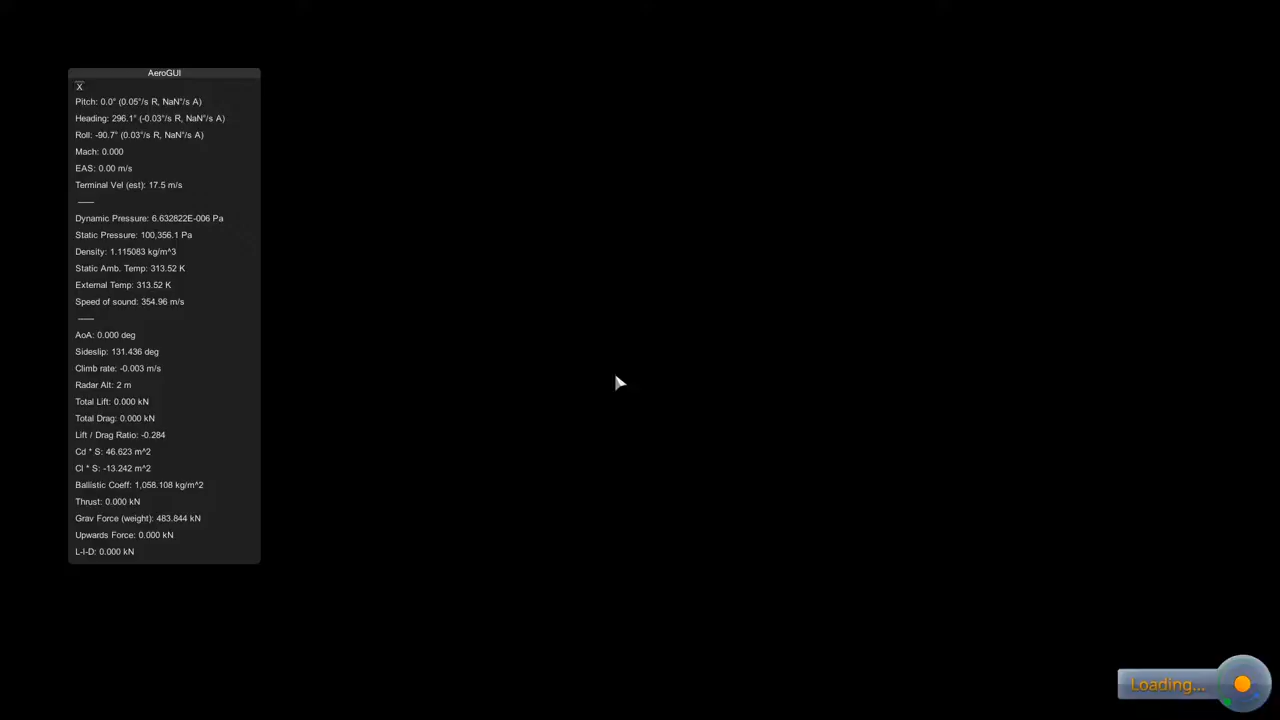 AeroGUI
X
Pitch: 0.0° (0.05°/s R, NaN°/s A)
Heading: 296.1° (-0.03°/s R, NaN°/s A)
Roll: -90.7° (0.03°/s R, NaN°/s A)
Mach: 0.000
EAS: 0.00 m/s
Terminal Vel (est): 17.5 m/s
——
Dynamic Pressure: 6.632822E-006 Pa
Static Pressure: 100,356.1 Pa
Density: 1.115083 kg/m^3
Static Amb. Temp: 313.52 K
External Temp: 313.52 K
Speed of sound: 354.96 m/s
——
AoA: 0.000 deg
Sideslip: 131.436 deg
Climb rate: -0.003 m/s
Radar Alt: 2 m
Total Lift: 0.000 kN
Total Drag: 0.000 kN
Lift / Drag Ratio: -0.284
Cd * S: 46.623 m^2
Cl * S: -13.242 m^2
Ballistic Coeff: 1,058.108 kg/m^2
Thrust: 0.000 kN
Grav Force (weight): 483.844 kN
Upwards Force: 0.000 kN
L-I-D: 0.000 kN
Loading...